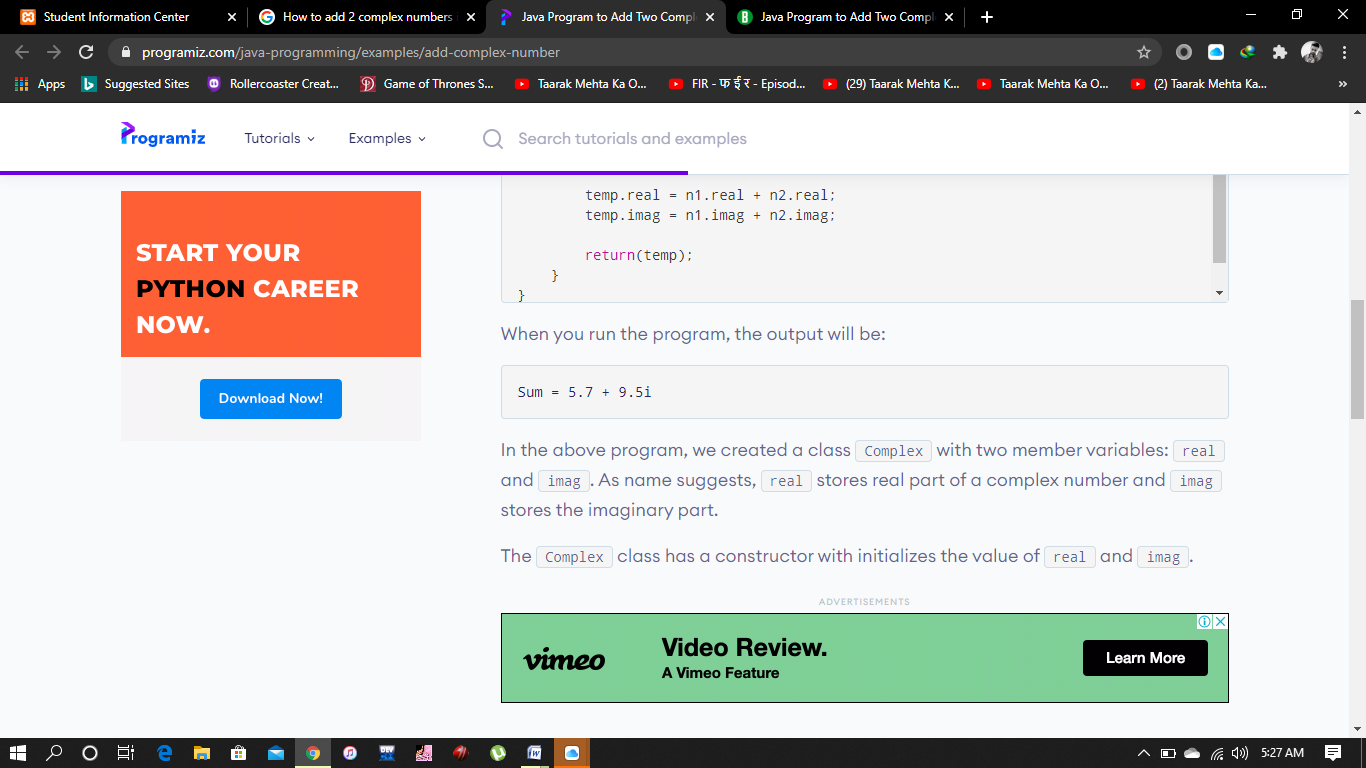 Student Information Center
How to add 2 complex numbers
Java Program to Add Two Compl
Java Program to Add Two Compl
programiz.com/java-programming/examples/add-complex-number
Apps
Suggested Sites
Rollercoaster Creat...
Game of Thrones S...
Taarak Mehta Ka O...
FIR - फ ई र - Episod...
(29) Taarak Mehta K...
Taarak Mehta Ka O...
(2) Taarak Mehta Ka...
»
Programiz
Tutorials
Examples
Search tutorials and examples
START YOUR
PYTHON CAREER
NOW.
Download Now!
temp.real = n1.real + n2.real;
temp.imag = n1.imag + n2.imag;
return(temp);
}
}
When you run the program, the output will be:
Sum = 5.7 + 9.5i
In the above program, we created a class Complex with two member variables: real
and imag . As name suggests, real stores real part of a complex number and imag
stores the imaginary part.
The Complex class has a constructor with initializes the value of real and imag .
ADVERTISEMENTS
vimeo
Video Review.
A Vimeo Feature
Learn More
5:27 AM